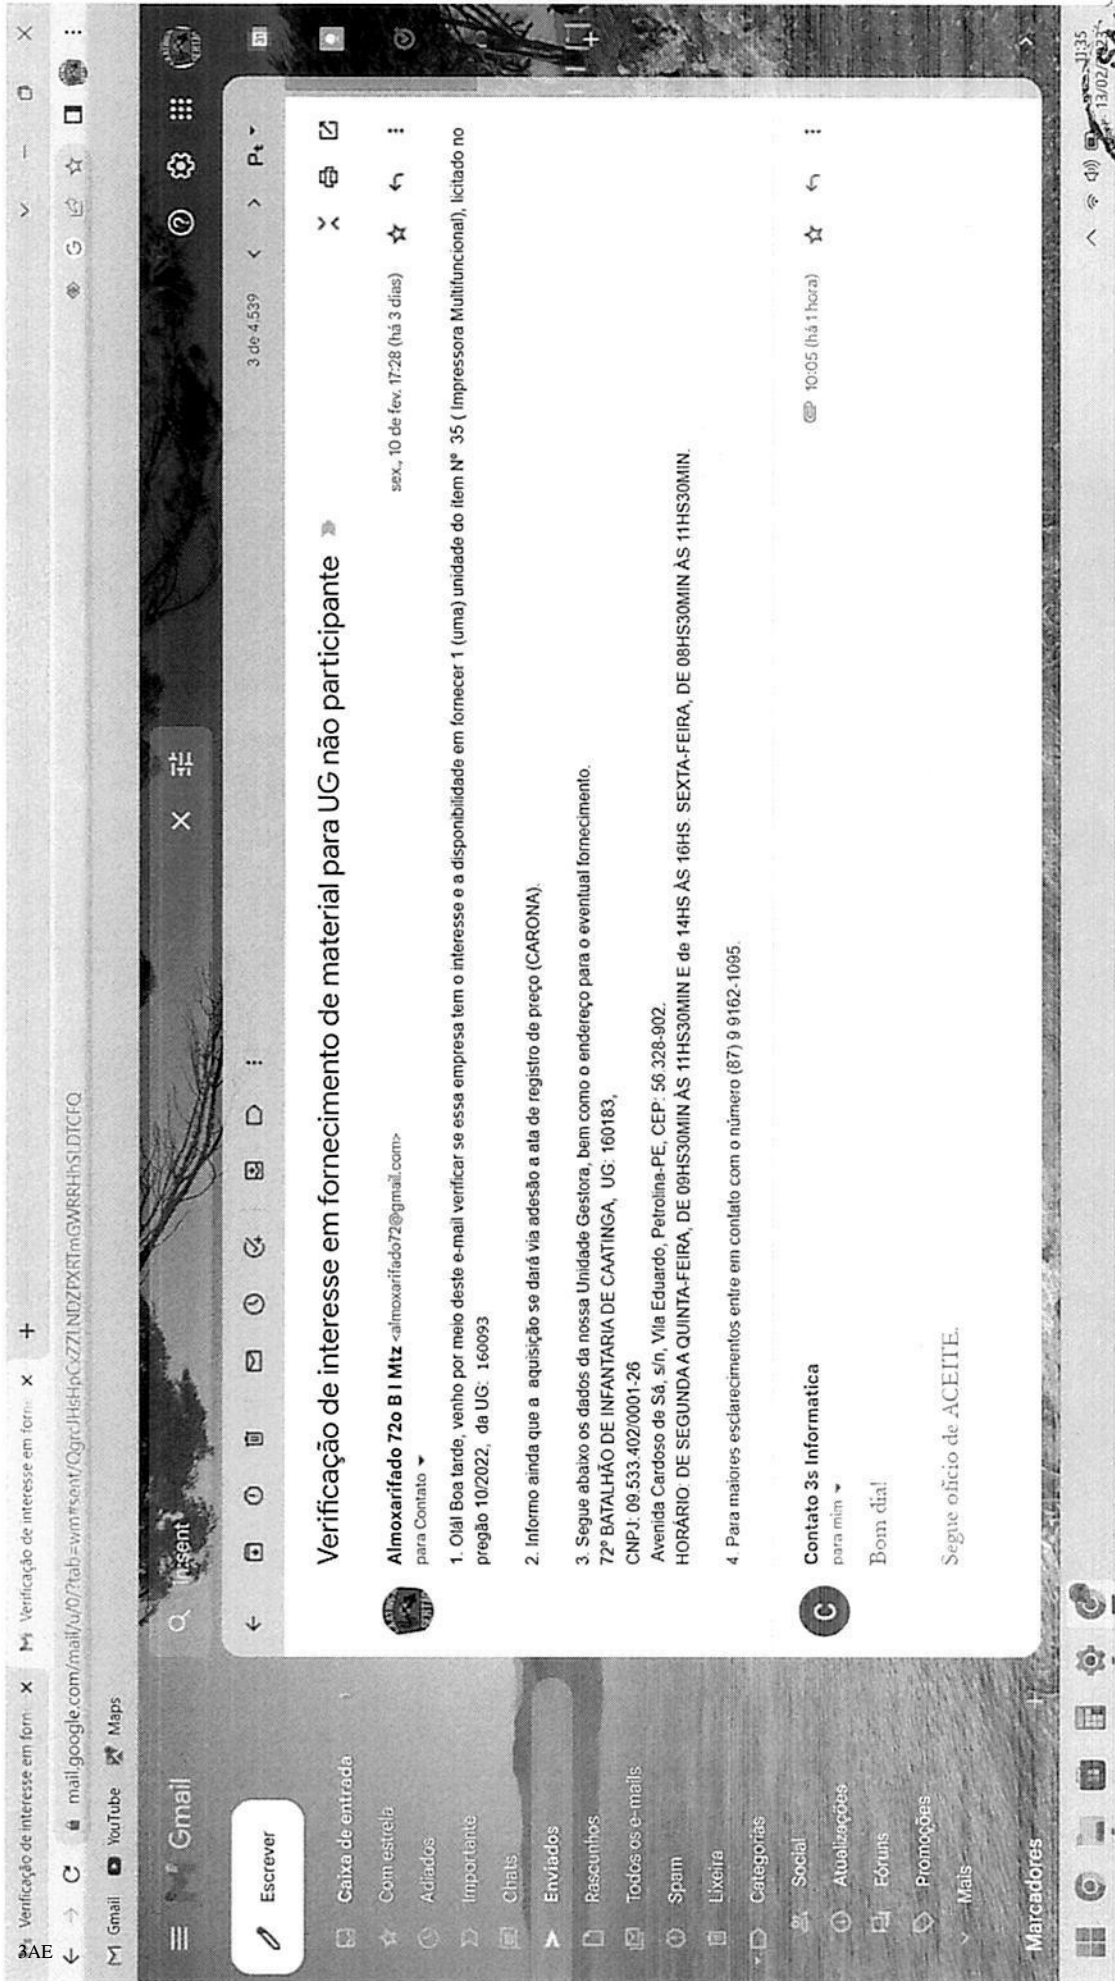 Verificação de interesse em forn
Verificação de interesse em forn
mail.google.com/mail/u/0/?tab=wm#sent/QgrcJHsHpCxZZLNDZPXRTmGWRRHhSLDTCFQ
Gmail
YouTube
Maps
Gmail
in:sent
Escrever
Caixa de entrada
Com estrela
Adiados
Importante
Chats
Enviados
Rascunhos
Todos os e-mails
Spam
Lixeira
Categorias
Social
Atualizações
Fóruns
Promoções
Mais
Marcadores
3 de 4.539
Verificação de interesse em fornecimento de material para UG não participante
Almoxarifado 72o B I Mtz <almoxarifado72@gmail.com>
sex., 10 de fev. 17:28 (há 3 dias)
para Contato
1. Olá! Boa tarde, venho por meio deste e-mail verificar se essa empresa tem o interesse e a disponibilidade em fornecer 1 (uma) unidade do item Nº 35 ( Impressora Multifuncional), licitado no
pregão 10/2022, da UG: 160093
2. Informo ainda que a aquisição se dará via adesão a ata de registro de preço (CARONA).
3. Segue abaixo os dados da nossa Unidade Gestora, bem como o endereço para o eventual fornecimento.
72º BATALHÃO DE INFANTARIA DE CAATINGA, UG: 160183,
CNPJ: 09.533.402/0001-26
Avenida Cardoso de Sá, s/n, Vila Eduardo, Petrolina-PE, CEP: 56.328-902.
HORÁRIO: DE SEGUNDA A QUINTA-FEIRA, DE 09HS30MIN ÀS 11HS30MIN E de 14HS ÀS 16HS. SEXTA-FEIRA, DE 08HS30MIN ÀS 11HS30MIN.
4. Para maiores esclarecimentos entre em contato com o número (87) 9 9162-1095.
Contato 3s Informatica
10:05 (há 1 hora)
para mim
Bom dia!
Segue ofício de ACEITE.
11:35
13/02/2023
3AE